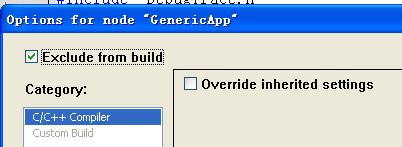 #include "DebugTrace.h"
Options for node "GenericApp"
Exclude from build
Category:
Override inherited settings
C/C++ Compiler
Custom Build